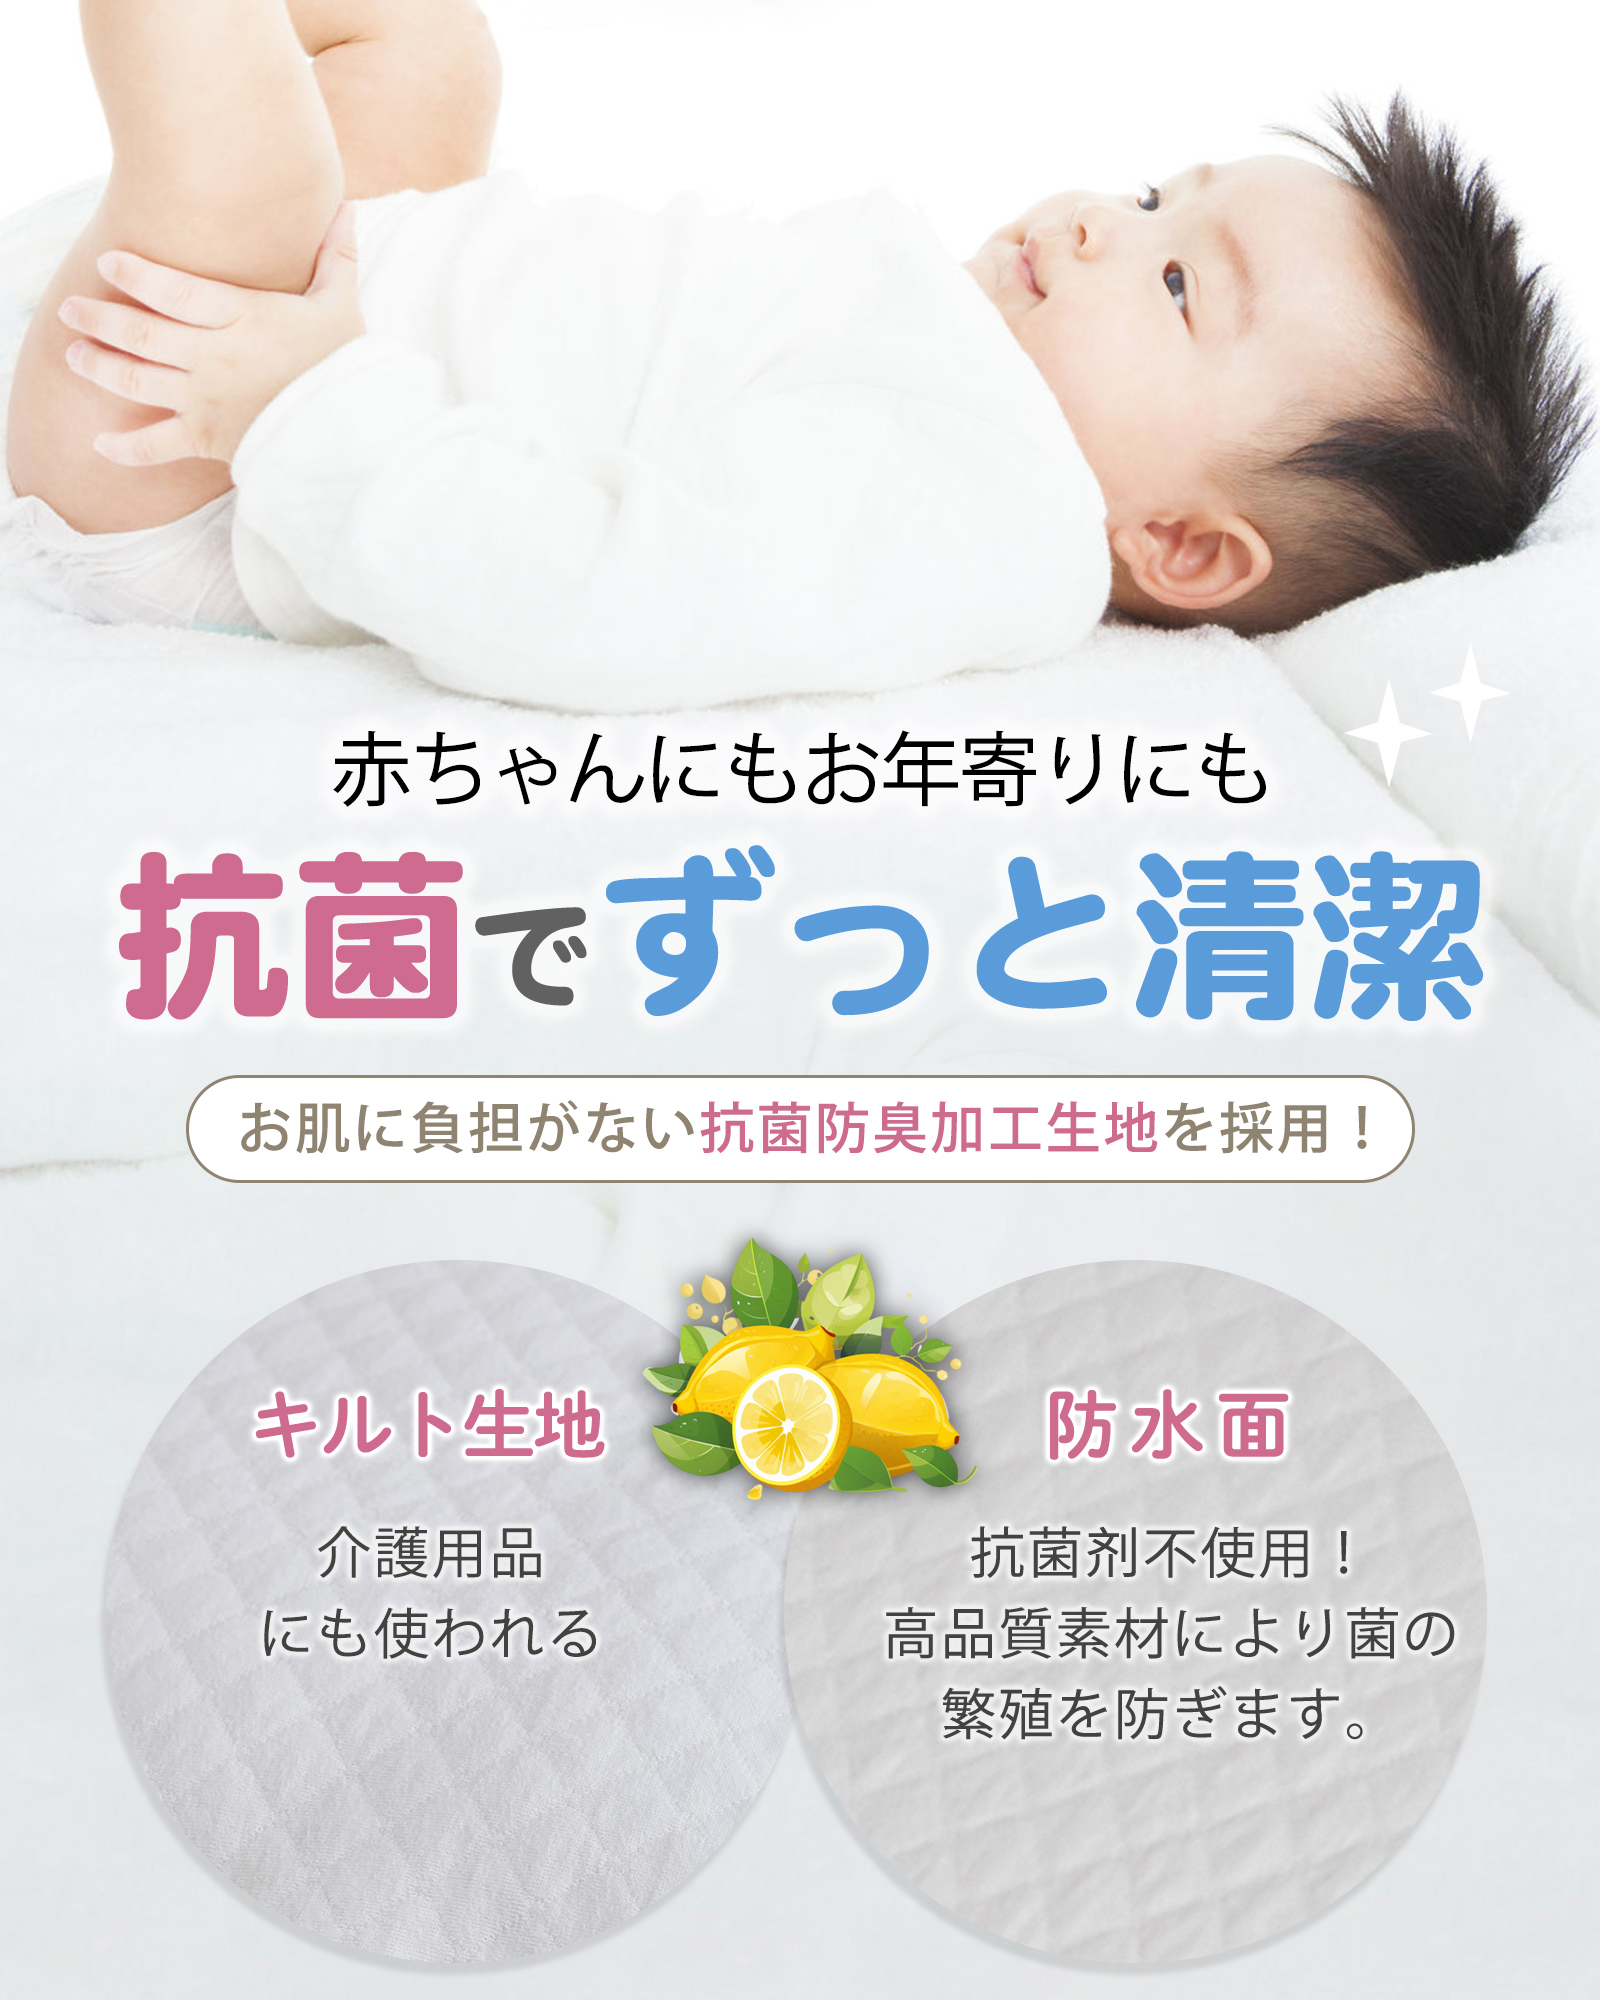 赤ちゃんにもお年寄りにも
抗菌でずっと清潔
お肌に負担がない抗菌防臭加工生地を採用！
キルト生地
介護用品
にも使われる
防水面
抗菌剤不使用！
高品質素材により菌の
繁殖を防ぎます。